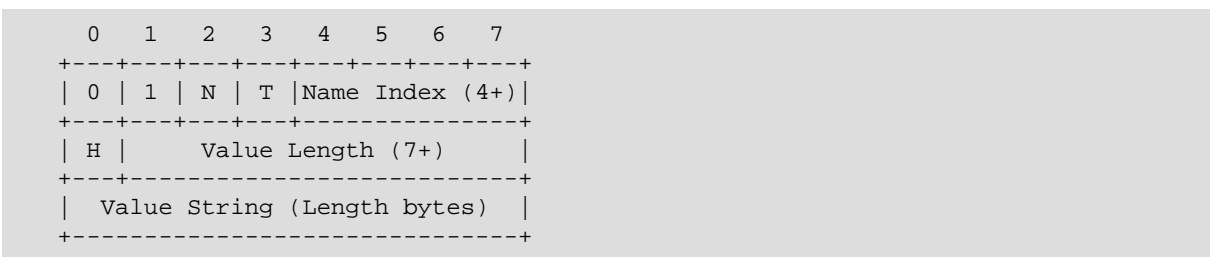 0   1   2   3   4   5   6   7
+---+---+---+---+---+---+---+---+
| 0 | 1 | N | T |Name Index (4+)|
+---+---+---+---+---------------+
| H |     Value Length (7+)     |
+---+---------------------------+
|  Value String (Length bytes)  |
+-------------------------------+